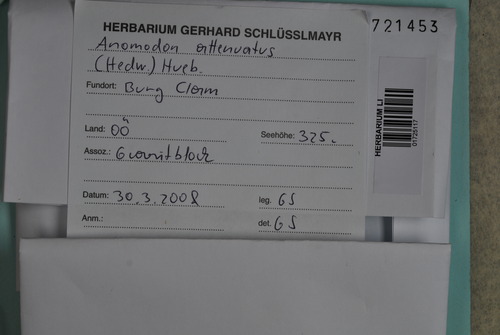 HERBARIUM GERHARD SCHLÜSSLMAYR
Anomodon attenuatus
(Hedw.) Hueb.
Fundort: Burg Clam
Land: OÖ
Seehöhe: 325.
Assoz.: Granitblock
Datum: 30.3.2008
leg. GS
Anm.:
det. GS
721453
HERBARIUM LI
01725117